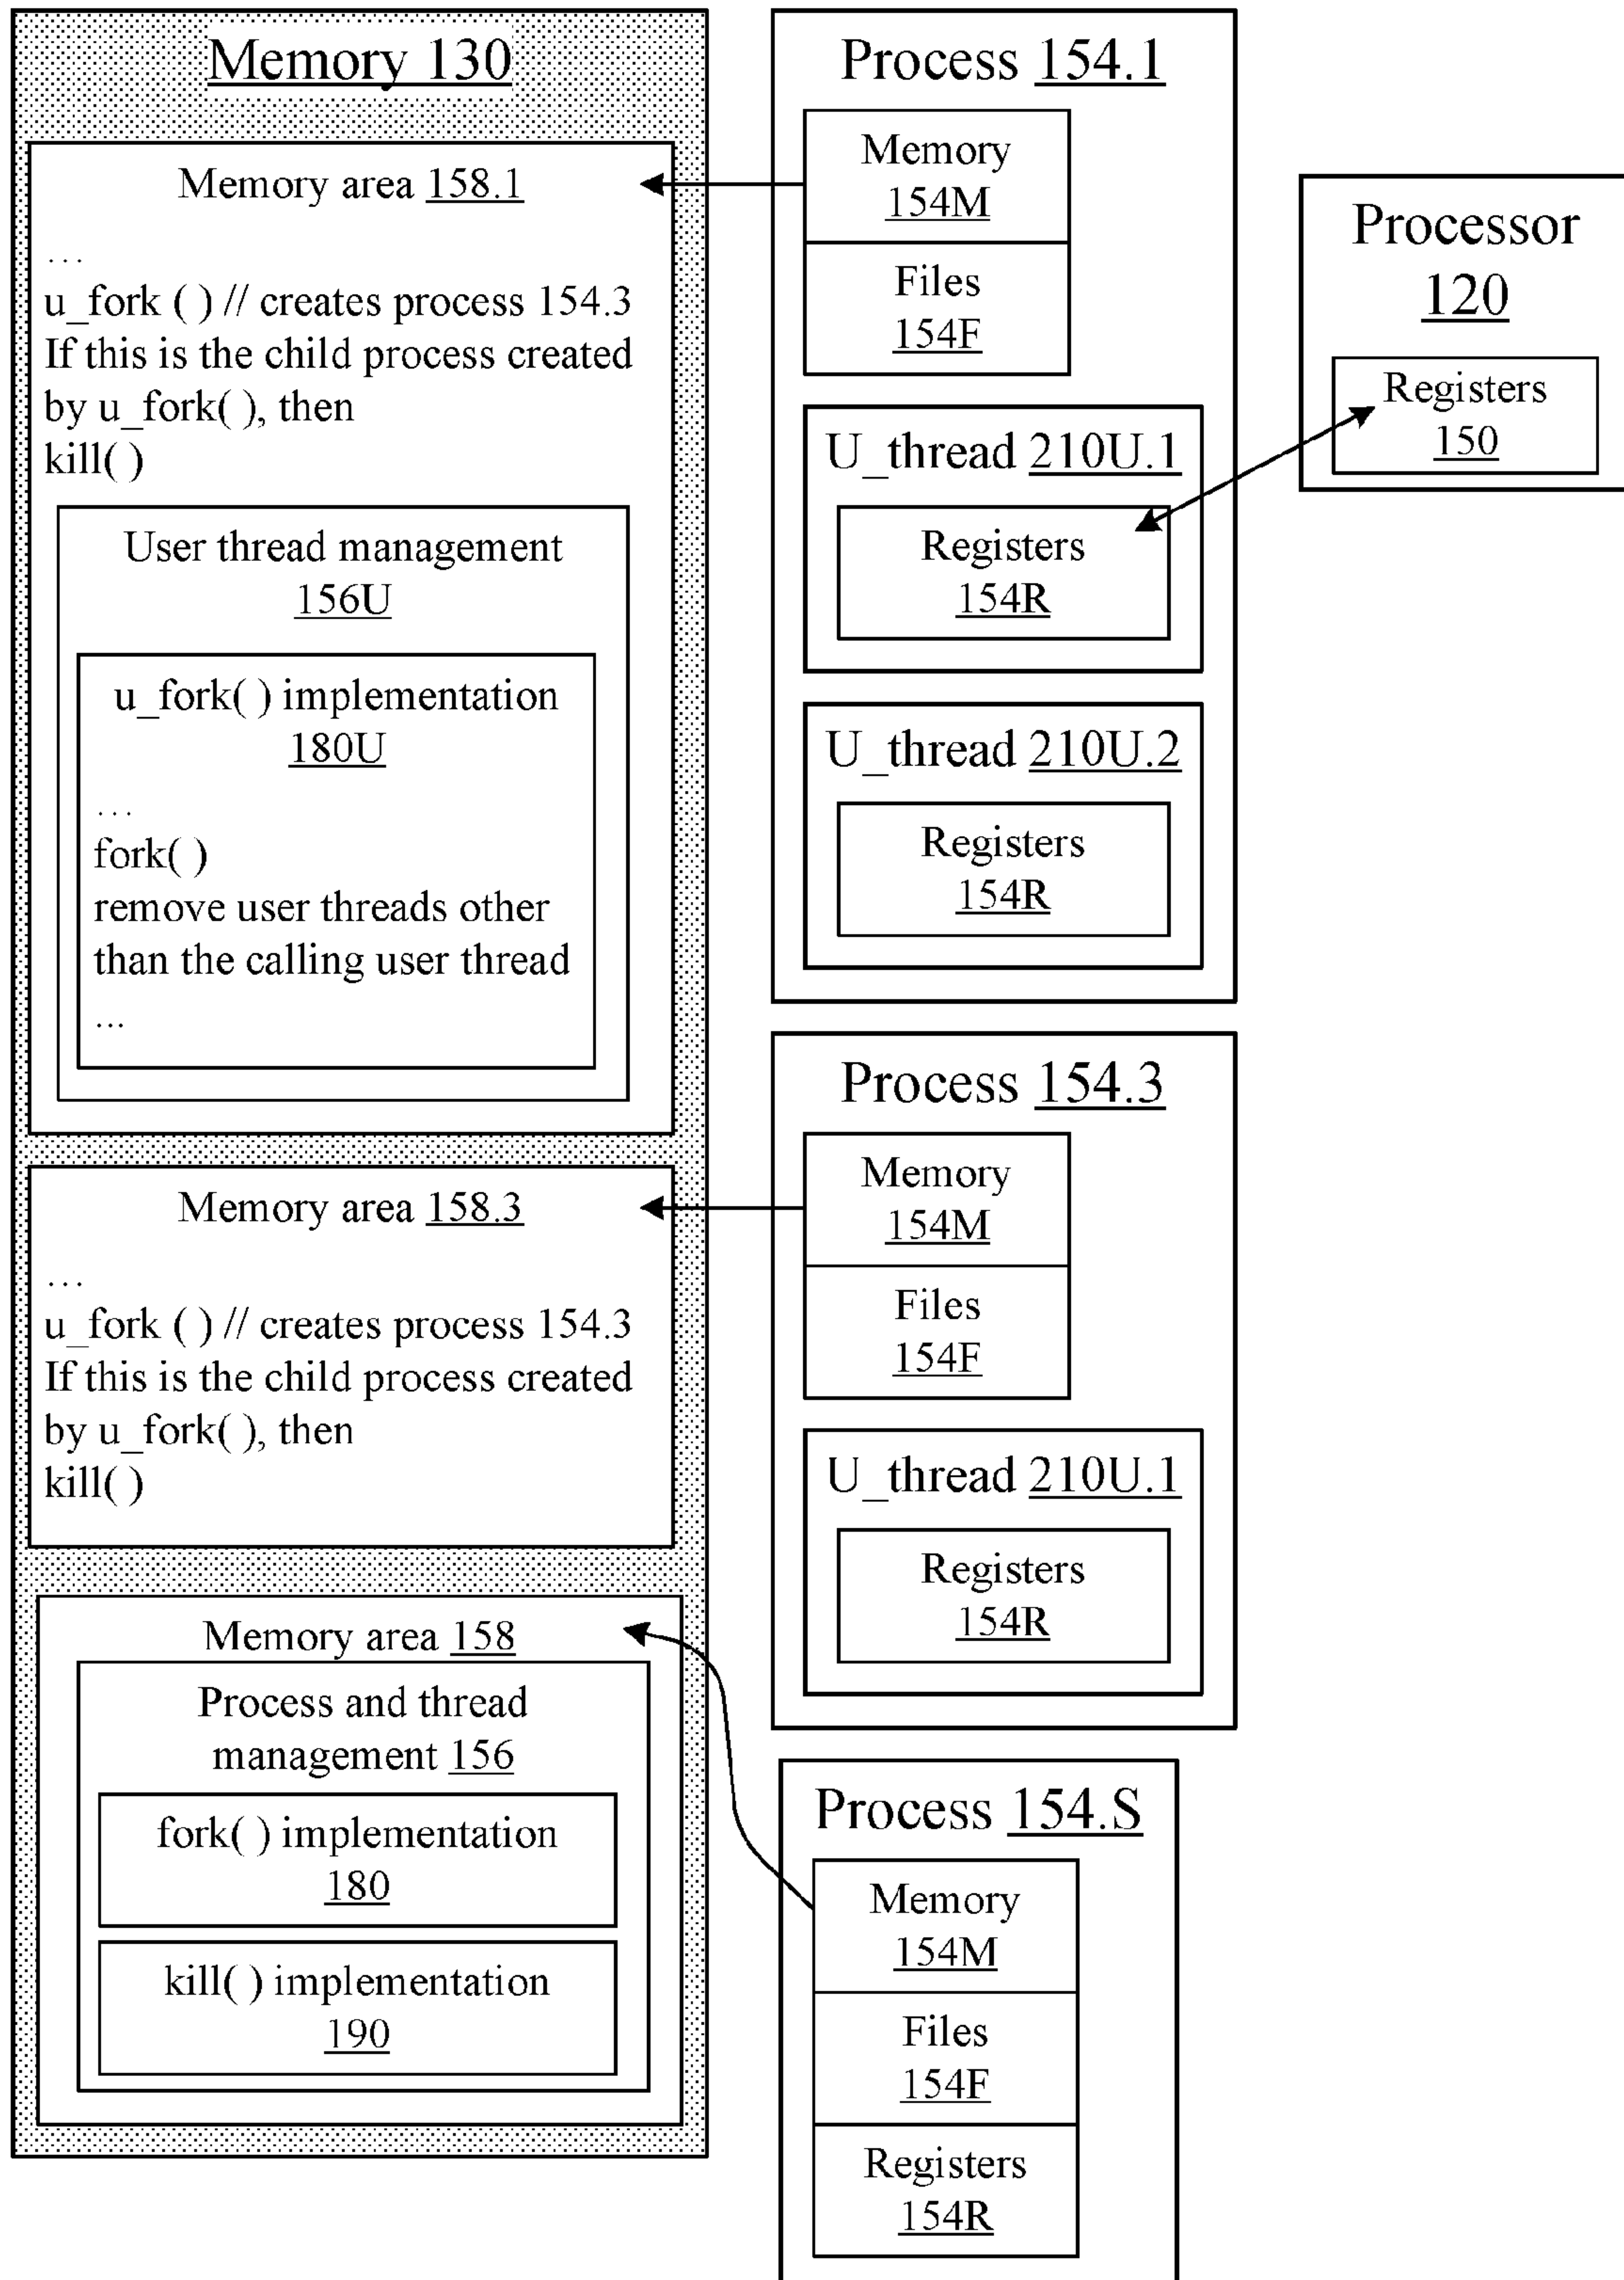 Memory 130
Memory area 158.1
...
u_fork ( ) // creates process 154.3
If this is the child process created
by u_fork( ), then
kill( )
User thread management
156U
u_fork( ) implementation
180U
...
fork( )
remove user threads other
than the calling user thread
...
Memory area 158.3
...
u_fork ( ) // creates process 154.3
If this is the child process created
by u_fork( ), then
kill( )
Memory area 158
Process and thread
management 156
fork( ) implementation
180
kill( ) implementation
190
Process 154.1
Memory
154M
Files
154F
U_thread 210U.1
Registers
154R
U_thread 210U.2
Registers
154R
Process 154.3
Memory
154M
Files
154F
U_thread 210U.1
Registers
154R
Process 154.S
Memory
154M
Files
154F
Registers
154R
Processor
120
Registers
150